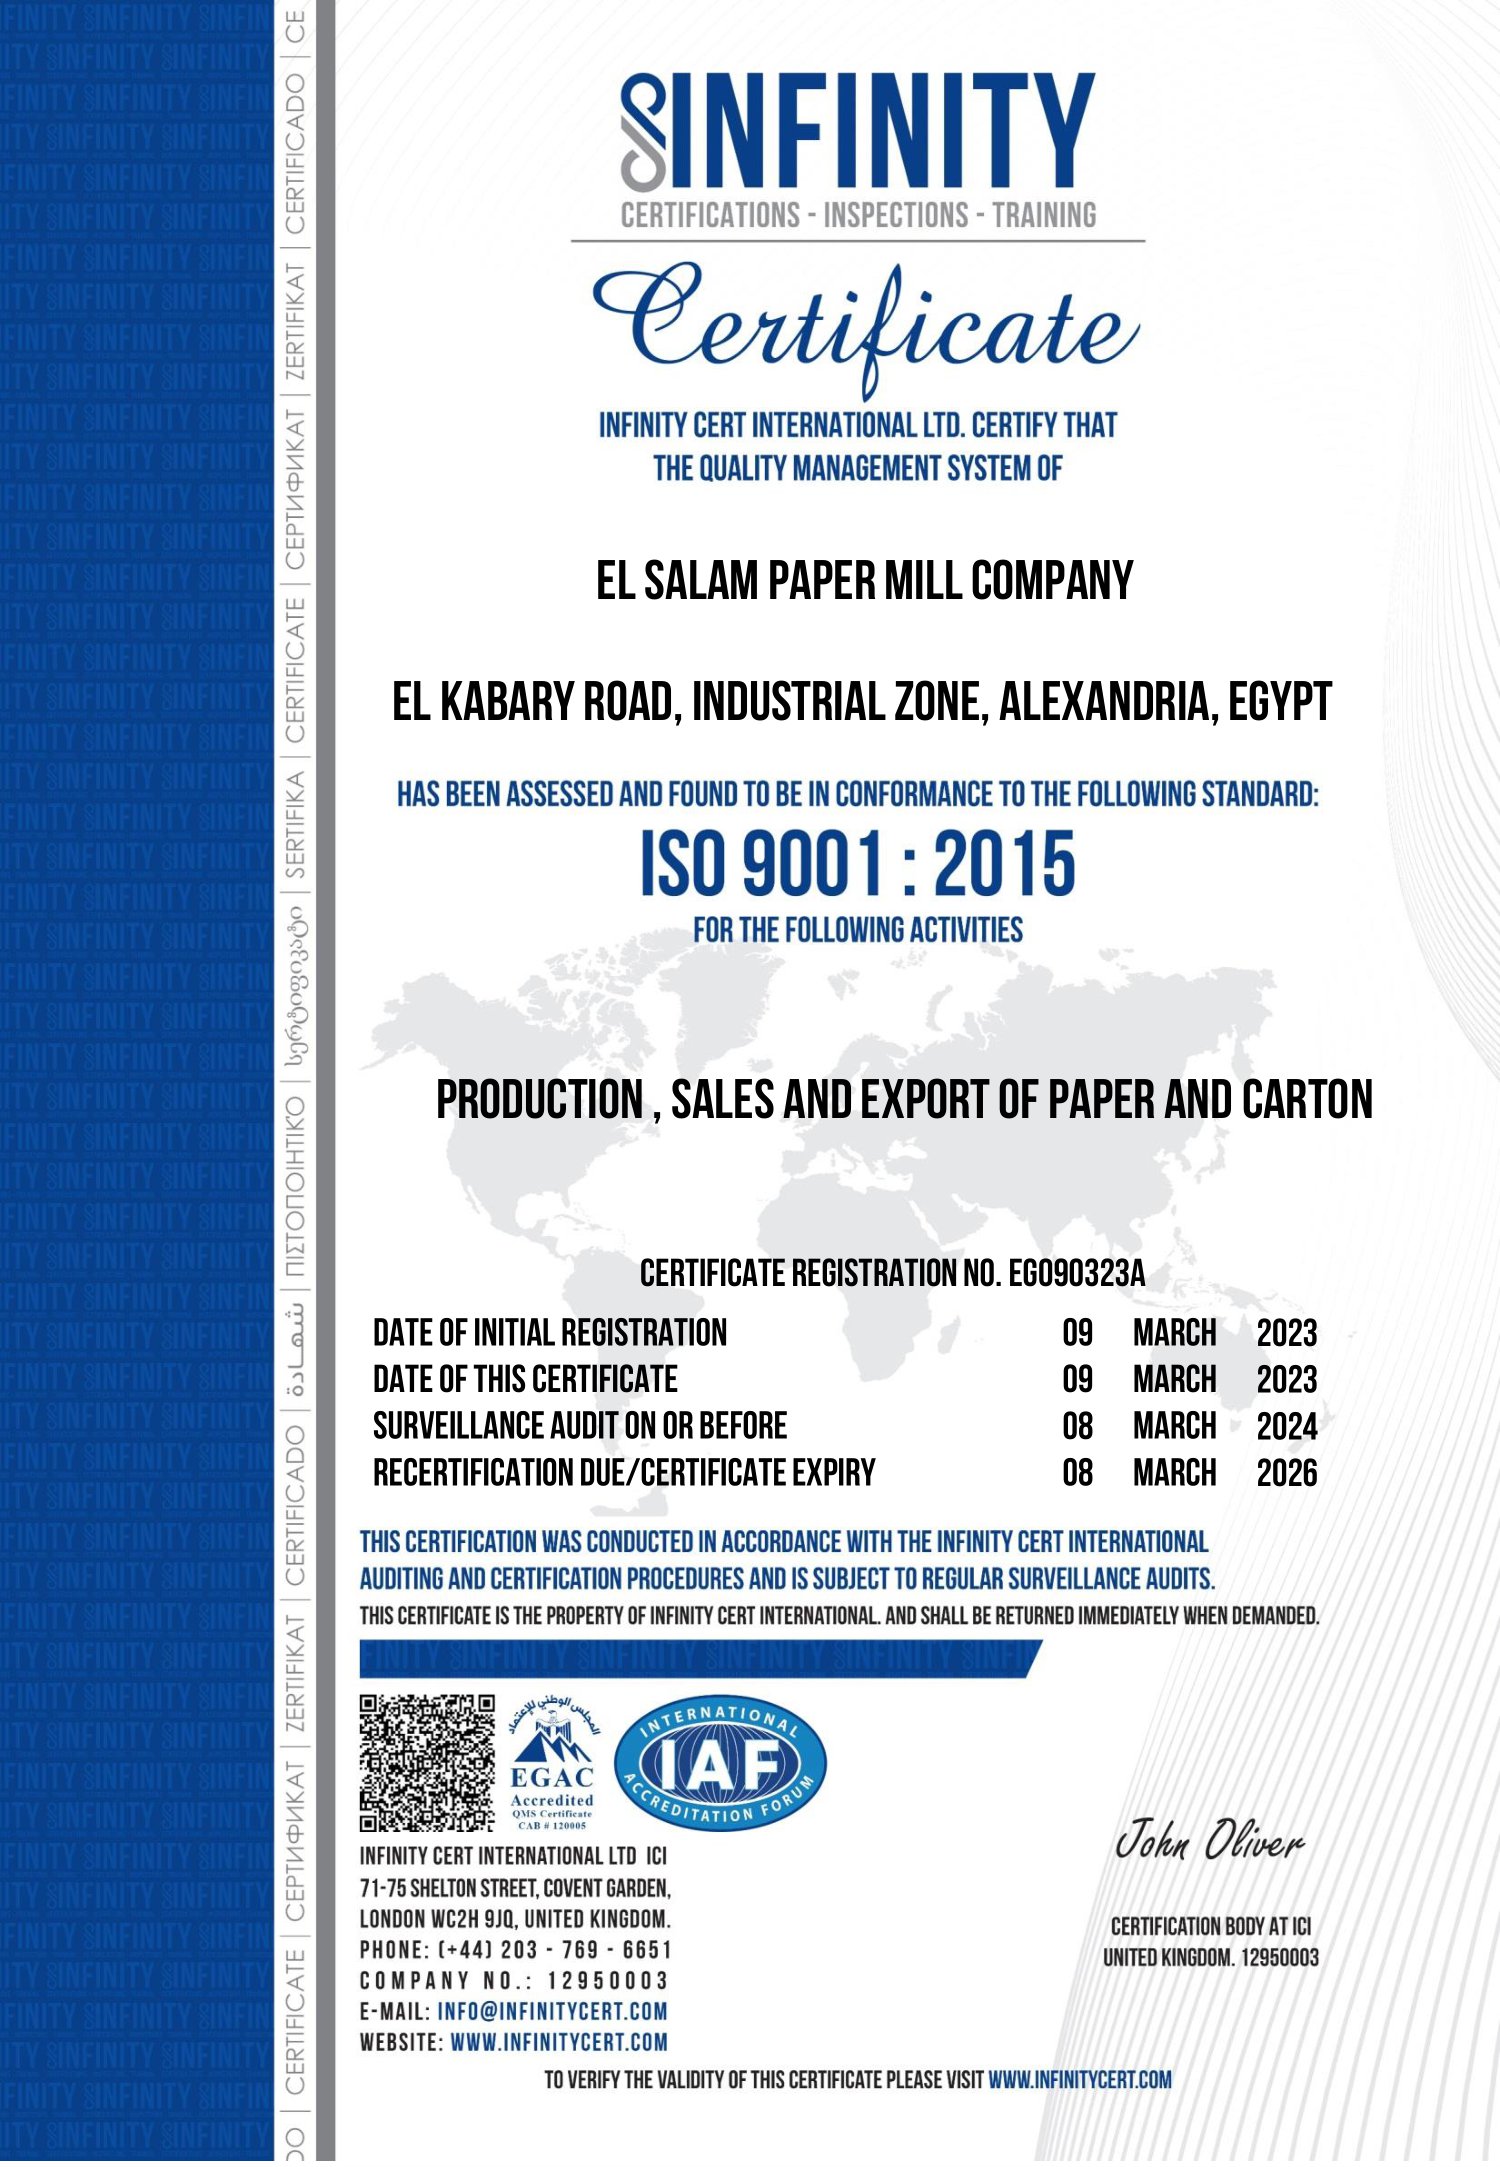 INFINITY
CERTIFICATIONS - INSPECTIONS - TRAINING
Certificate
INFINITY CERT INTERNATIONAL LTD. CERTIFY THAT
THE QUALITY MANAGEMENT SYSTEM OF
EL SALAM PAPER MILL COMPANY
EL KABARY ROAD, INDUSTRIAL ZONE, ALEXANDRIA, EGYPT
HAS BEEN ASSESSED AND FOUND TO BE IN CONFORMANCE TO THE FOLLOWING STANDARD:
ISO 9001 : 2015
FOR THE FOLLOWING ACTIVITIES
PRODUCTION , SALES AND EXPORT OF PAPER AND CARTON
CERTIFICATE REGISTRATION NO. EG090323A
DATE OF INITIAL REGISTRATION 09 MARCH 2023
DATE OF THIS CERTIFICATE 09 MARCH 2023
SURVEILLANCE AUDIT ON OR BEFORE 08 MARCH 2024
RECERTIFICATION DUE/CERTIFICATE EXPIRY 08 MARCH 2026
THIS CERTIFICATION WAS CONDUCTED IN ACCORDANCE WITH THE INFINITY CERT INTERNATIONAL
AUDITING AND CERTIFICATION PROCEDURES AND IS SUBJECT TO REGULAR SURVEILLANCE AUDITS.
THIS CERTIFICATE IS THE PROPERTY OF INFINITY CERT INTERNATIONAL. AND SHALL BE RETURNED IMMEDIATELY WHEN DEMANDED.
FINITY INFINITY INFINITY INFINITY INFINITY INFI
المجلس الوطني للإعتماد
EGAC
Accredited
QMS Certificate
CAB # 120005
INTERNATIONAL
IAF
ACCREDITATION FORUM
INFINITY CERT INTERNATIONAL LTD ICI
71-75 SHELTON STREET, COVENT GARDEN,
LONDON WC2H 9JQ, UNITED KINGDOM.
PHONE: (+44) 203 - 769 - 6651
COMPANY NO.: 12950003
E-MAIL: INFO@INFINITYCERT.COM
WEBSITE: WWW.INFINITYCERT.COM
John Oliver
CERTIFICATION BODY AT ICI
UNITED KINGDOM. 12950003
TO VERIFY THE VALIDITY OF THIS CERTIFICATE PLEASE VISIT WWW.INFINITYCERT.COM
DO | CERTIFICATE | СЕРТИФИКАТ | ZERTIFIKAT | CERTIFICADO | شهادة | ΠΙΣΤΟΠΟΙΗΤΙΚΌ | სერტიფიკატი | SERTIFIKA | CERTIFICATE | СЕРТИФИКАТ | ZERTIFIKAT | CERTIFICADO | CE